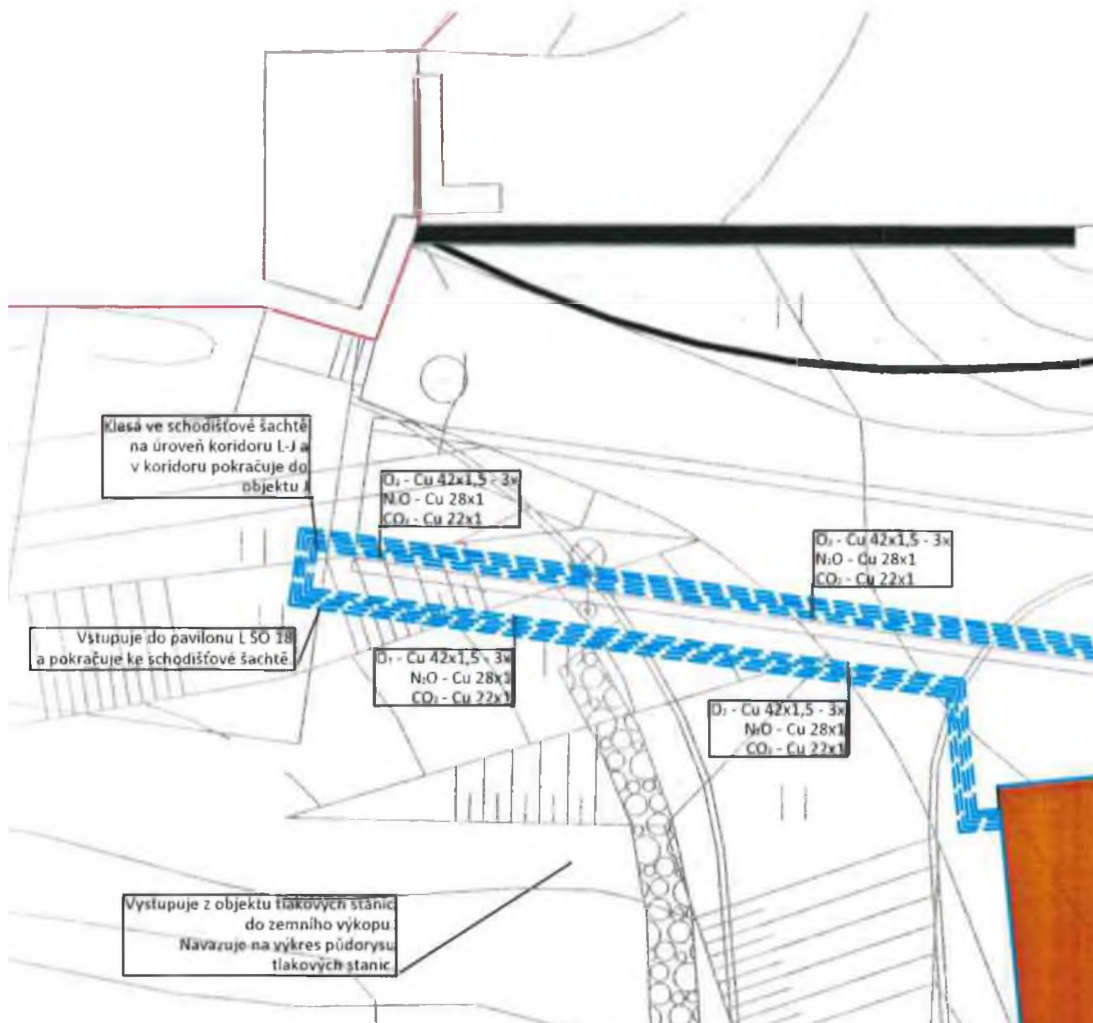 Klesá ve schodišťové šachtě
na úroveň koridoru L-J a
v koridoru pokračuje do
objektu J
O₂ - Cu 42x1,5 - 3x
N₂O - Cu 28x1
CO₂ - Cu 22x1
O₂ - Cu 42x1,5 - 3x
N₂O - Cu 28x1
CO₂ - Cu 22x1
Vstupuje do pavilonu L SO 18
a pokračuje ke schodišťové šachtě.
O₂ - Cu 42x1,5 - 3x
N₂O - Cu 28x1
CO₂ - Cu 22x1
O₂ - Cu 42x1,5 - 3x
N₂O - Cu 28x1
CO₂ - Cu 22x1
Vystupuje z objektu tlakových stanic
do zemního výkopu.
Navazuje na výkres půdorysu
tlakových stanic.